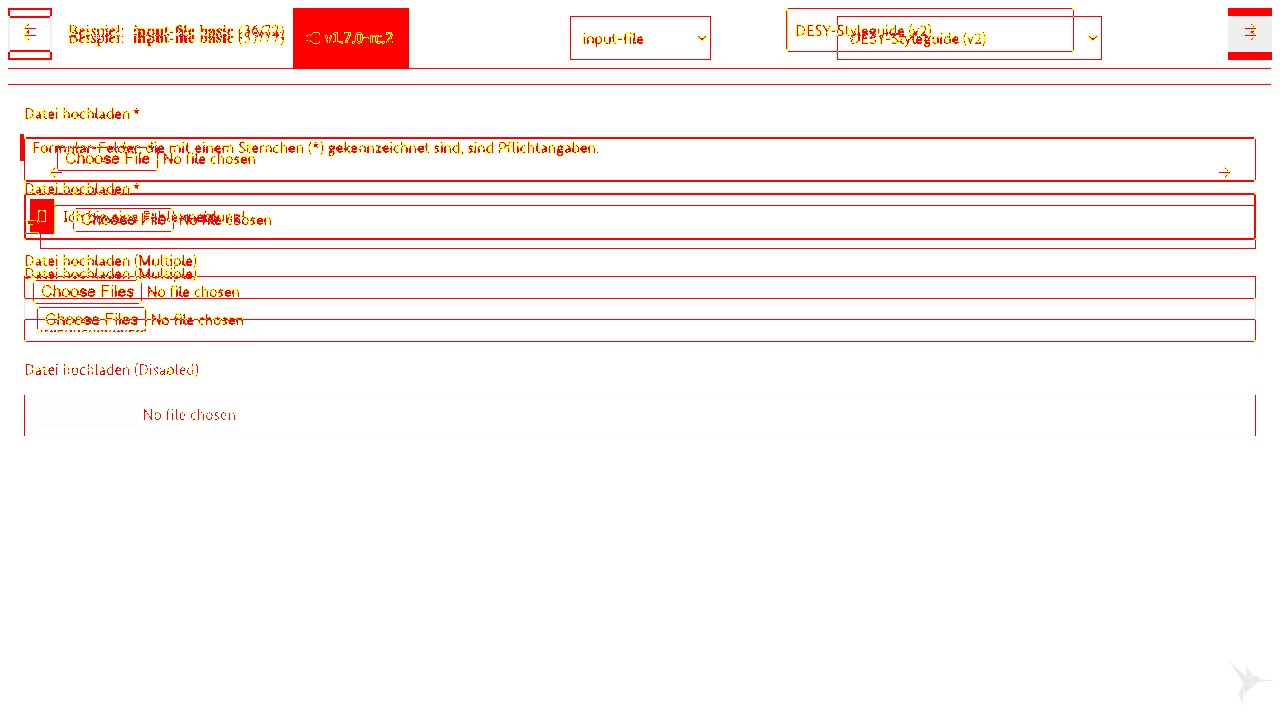 Beispiel: input-file basic (36/72)
Beispiel: input-file basic (37/77)
v1.7.0-rc.2
input-file
DESY-Styleguide (v2)
DESY-Styleguide (v2)
Datei hochladen *
Formular-Felder, die mit einem Sternchen (*) gekennzeichnet sind, sind Pflichtangaben.
Choose File No file chosen
Datei hochladen *
Ich bin eine Fehlermeldung!
Choose File No file chosen
Datei hochladen (Multiple)
Datei hochladen (Multiple)
Choose Files No file chosen
Choose Files No file chosen
Datei hochladen (Disabled)
No file chosen